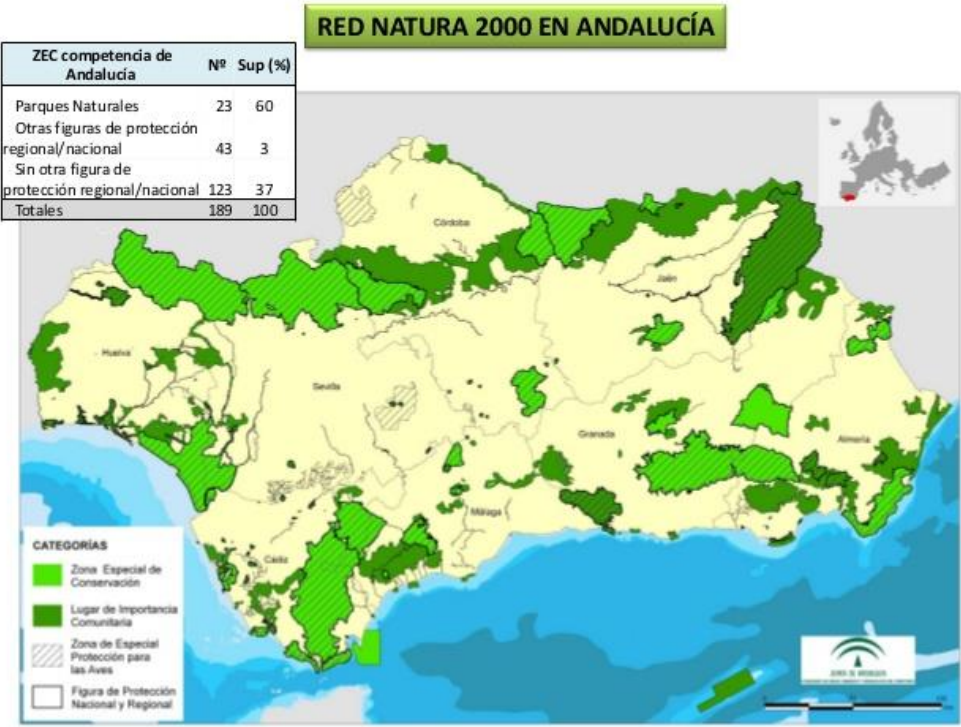 RED NATURA 2000 EN ANDALUCÍA
ZEC competencia de
Andalucía
Nº Sup (%)
Parques Naturales 23 60
Otras figuras de protección
regional/nacional 43 3
Sin otra figura de
protección regional/nacional 123 37
Totales 189 100
Córdoba
Jaén
Huelva
Sevilla
Granada
Almería
Málaga
Cádiz
CATEGORÍAS
Zona Especial de
Conservación
Lugar de Importancia
Comunitaria
Zona de Especial
Protección para
las Aves
Figura de Protección
Nacional y Regional
JUNTA DE ANDALUCIA